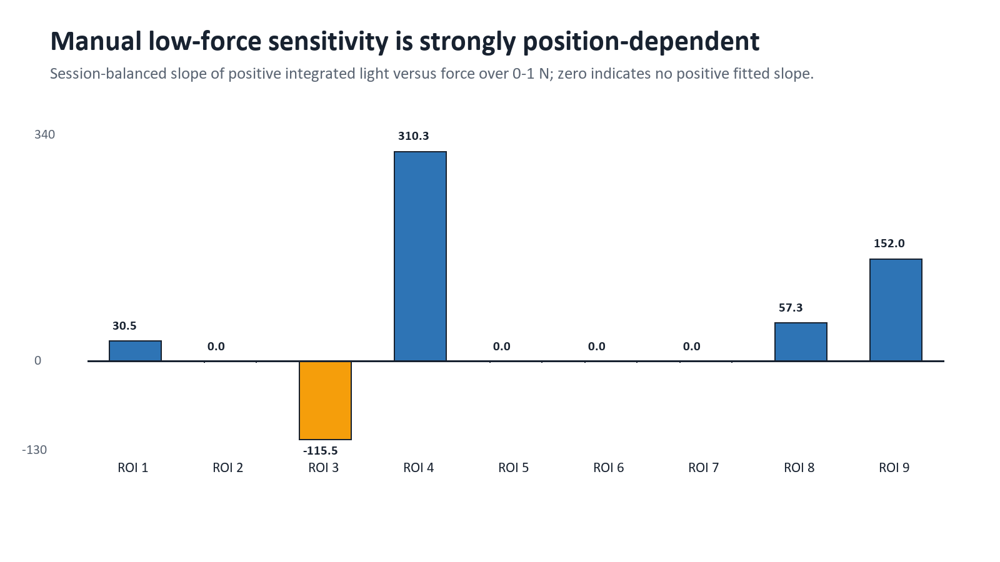 Manual low-force sensitivity is strongly position-dependent
Session-balanced slope of positive integrated light versus force over 0-1 N; zero indicates no positive fitted slope.
340
310.3
152.0
57.3
30.5
0.0
0.0
0.0
0.0
0
-130
-115.5
ROI 1
ROI 2
ROI 3
ROI 4
ROI 5
ROI 6
ROI 7
ROI 8
ROI 9